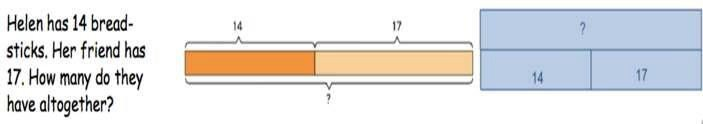 Helen has 14 bread-
sticks. Her friend has
17. How many do they
have altogether?
14 17
?
?
14 17